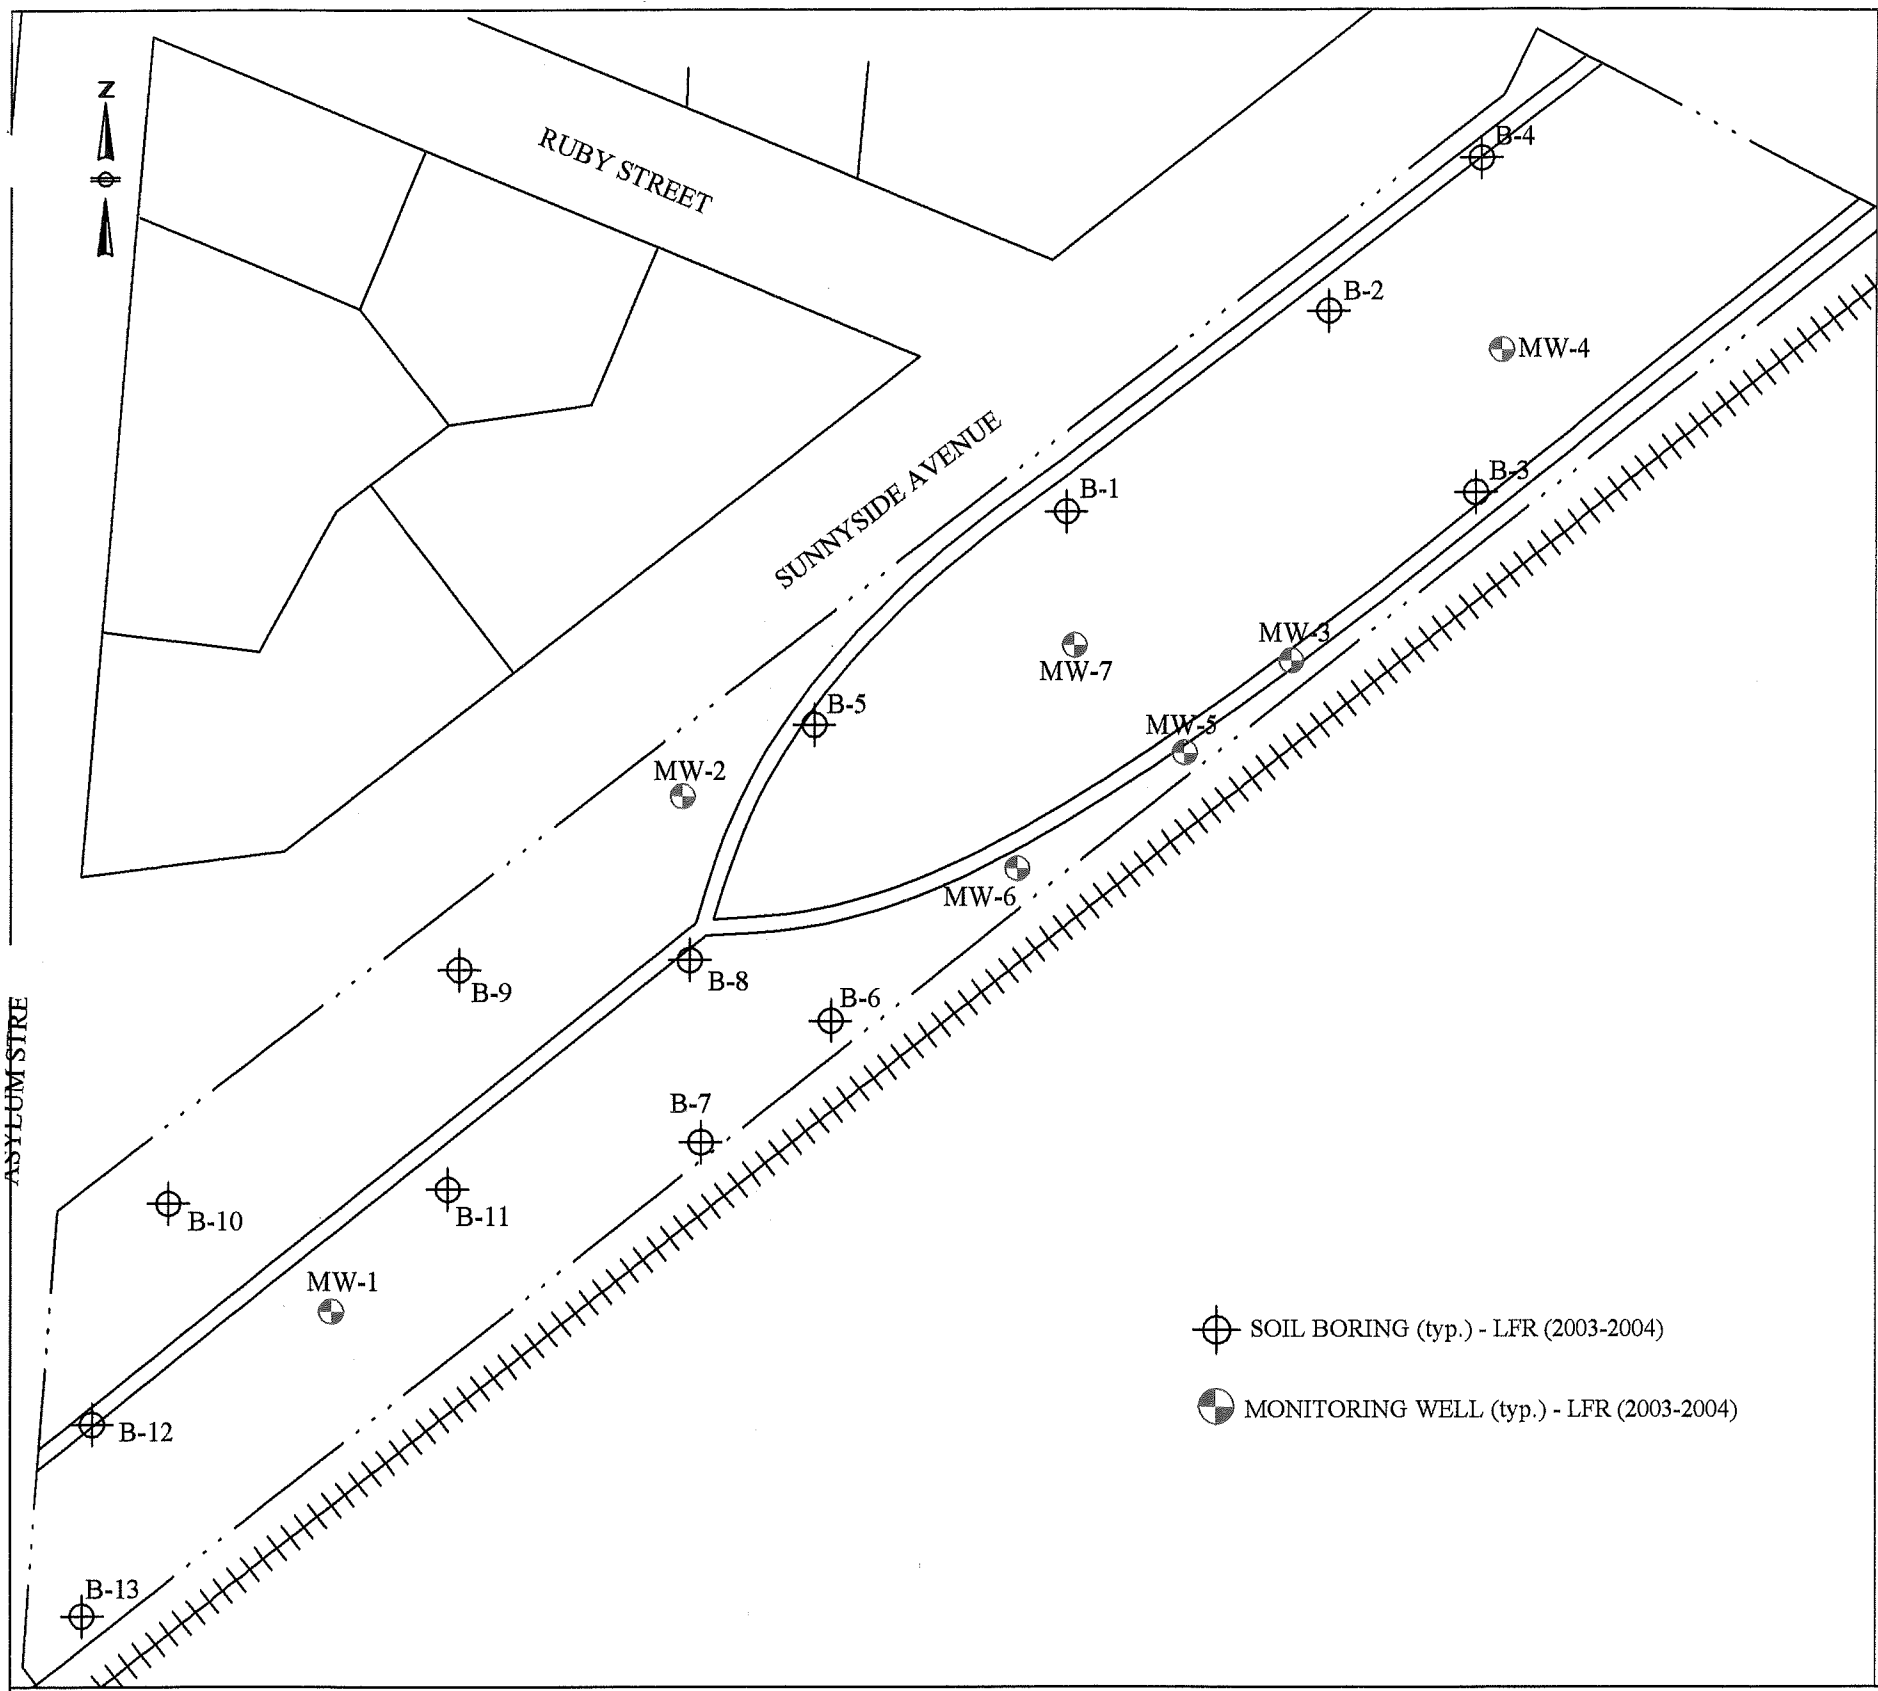 N
RUBY STREET
B-4
B-2
MW-4
SUNNYSIDE AVENUE
B-1
B-3
MW-3
MW-7
B-5
MW-5
MW-2
MW-6
B-8
B-9
B-6
ASYLUM STRE
B-7
B-10
B-11
MW-1
SOIL BORING (typ.) - LFR (2003-2004)
MONITORING WELL (typ.) - LFR (2003-2004)
B-12
B-13